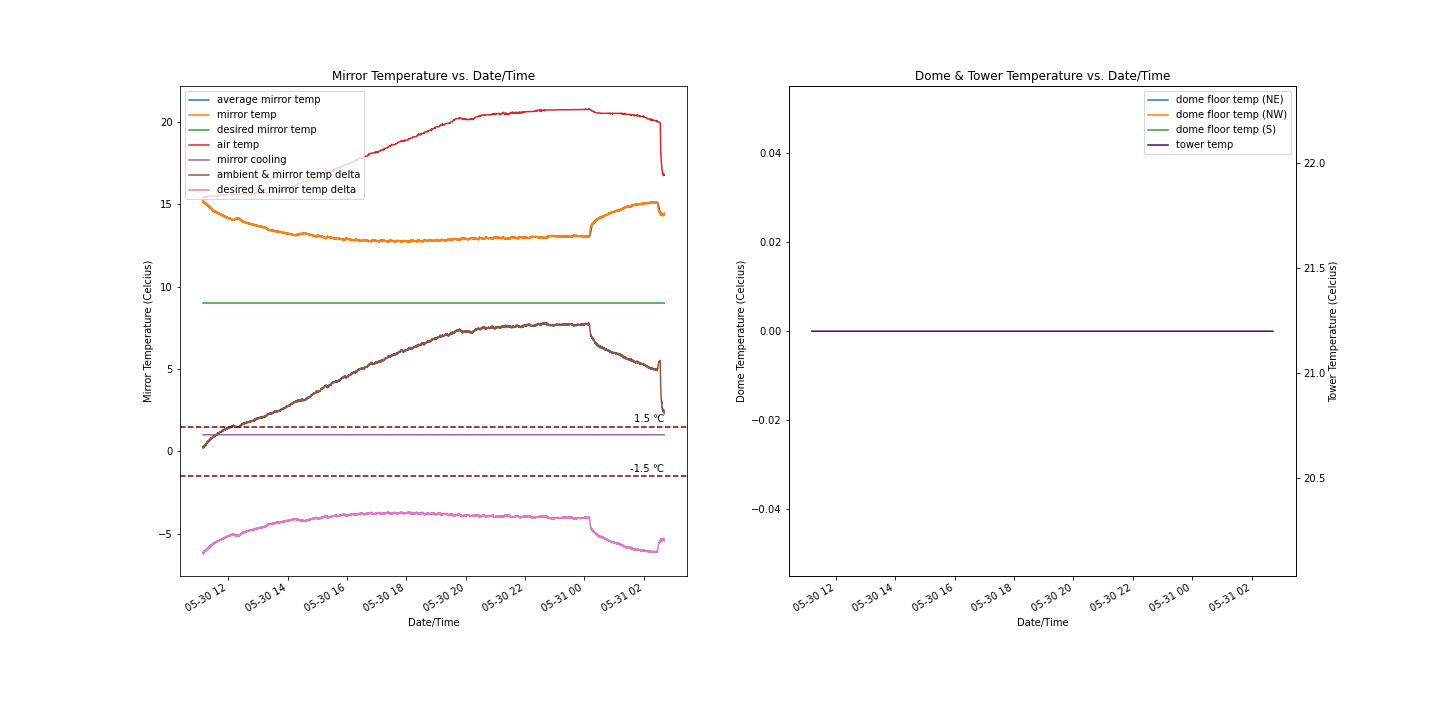 Mirror Temperature vs. Date/Time
average mirror temp
mirror temp
desired mirror temp
air temp
mirror cooling
ambient & mirror temp delta
desired & mirror temp delta
20
15
10
5
0
−5
Mirror Temperature (Celcius)
1.5 °C
-1.5 °C
05-30 12
05-30 14
05-30 16
05-30 18
05-30 20
05-30 22
05-31 00
05-31 02
Date/Time
Dome & Tower Temperature vs. Date/Time
dome floor temp (NE)
dome floor temp (NW)
dome floor temp (S)
tower temp
0.04
0.02
0.00
−0.02
−0.04
Dome Temperature (Celcius)
22.0
21.5
21.0
20.5
Tower Temperature (Celcius)
05-30 12
05-30 14
05-30 16
05-30 18
05-30 20
05-30 22
05-31 00
05-31 02
Date/Time